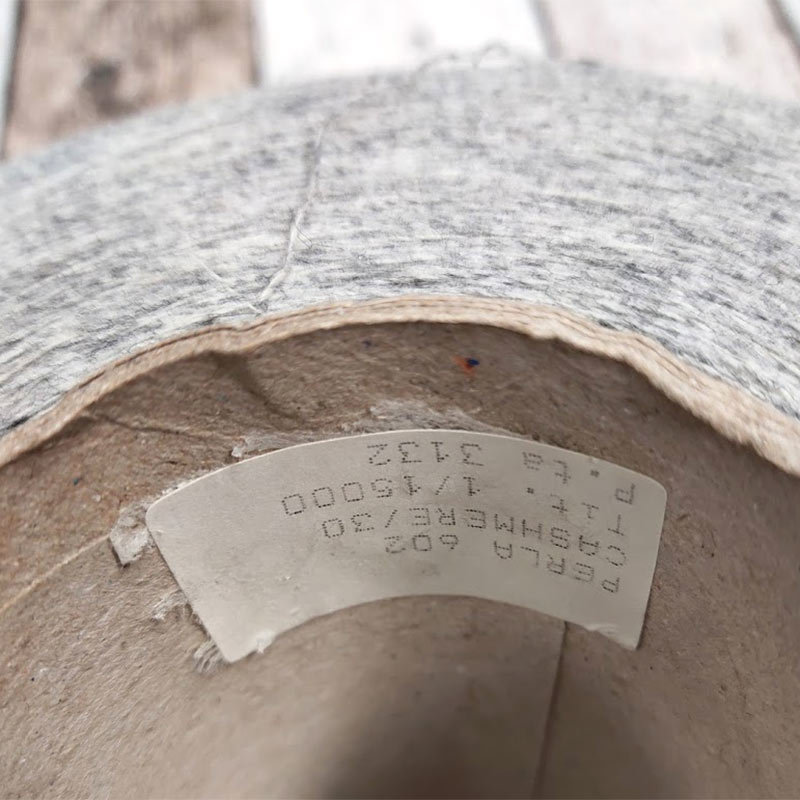 PERLA 602
CASHMERE/30
Tit. 1/15000
p.ta 3132